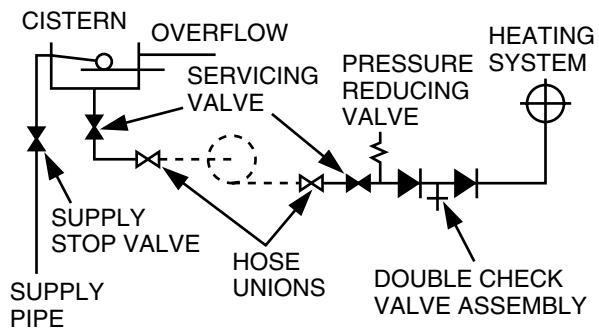 CISTERN
OVERFLOW
HEATING
SYSTEM
SERVICING
VALVE
PRESSURE
REDUCING
VALVE
SUPPLY
STOP VALVE
HOSE
UNIONS
DOUBLE CHECK
VALVE ASSEMBLY
SUPPLY
PIPE